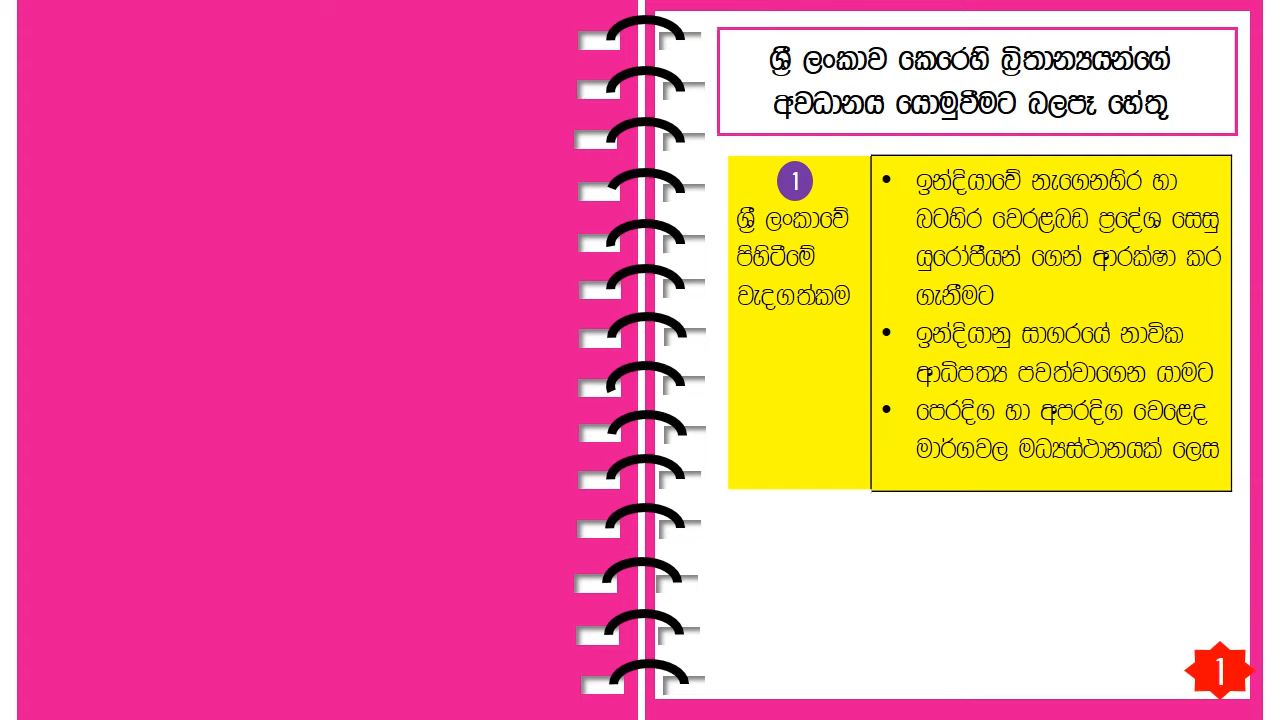 ශ්‍රී ලංකාව කෙරෙහි බ්‍රිතාන්‍යයන්ගේ
අවධානය යොමුවීමට බලපෑ හේතු
1
ශ්‍රී ලංකාවේ
පිහිටීමේ
වැදගත්කම
• ඉන්දියාවේ නැගෙනහිර හා
බටහිර වෙරළබඩ ප්‍රදේශ සෙසු
යුරෝපීයන් ගෙන් ආරක්ෂා කර
ගැනීමට
• ඉන්දියානු සාගරයේ නාවික
ආධිපත්‍ය පවත්වාගෙන යාමට
• පෙරදිග හා අපරදිග වෙළෙද
මාර්ගවල මධ්‍යස්ථානයක් ලෙස
1